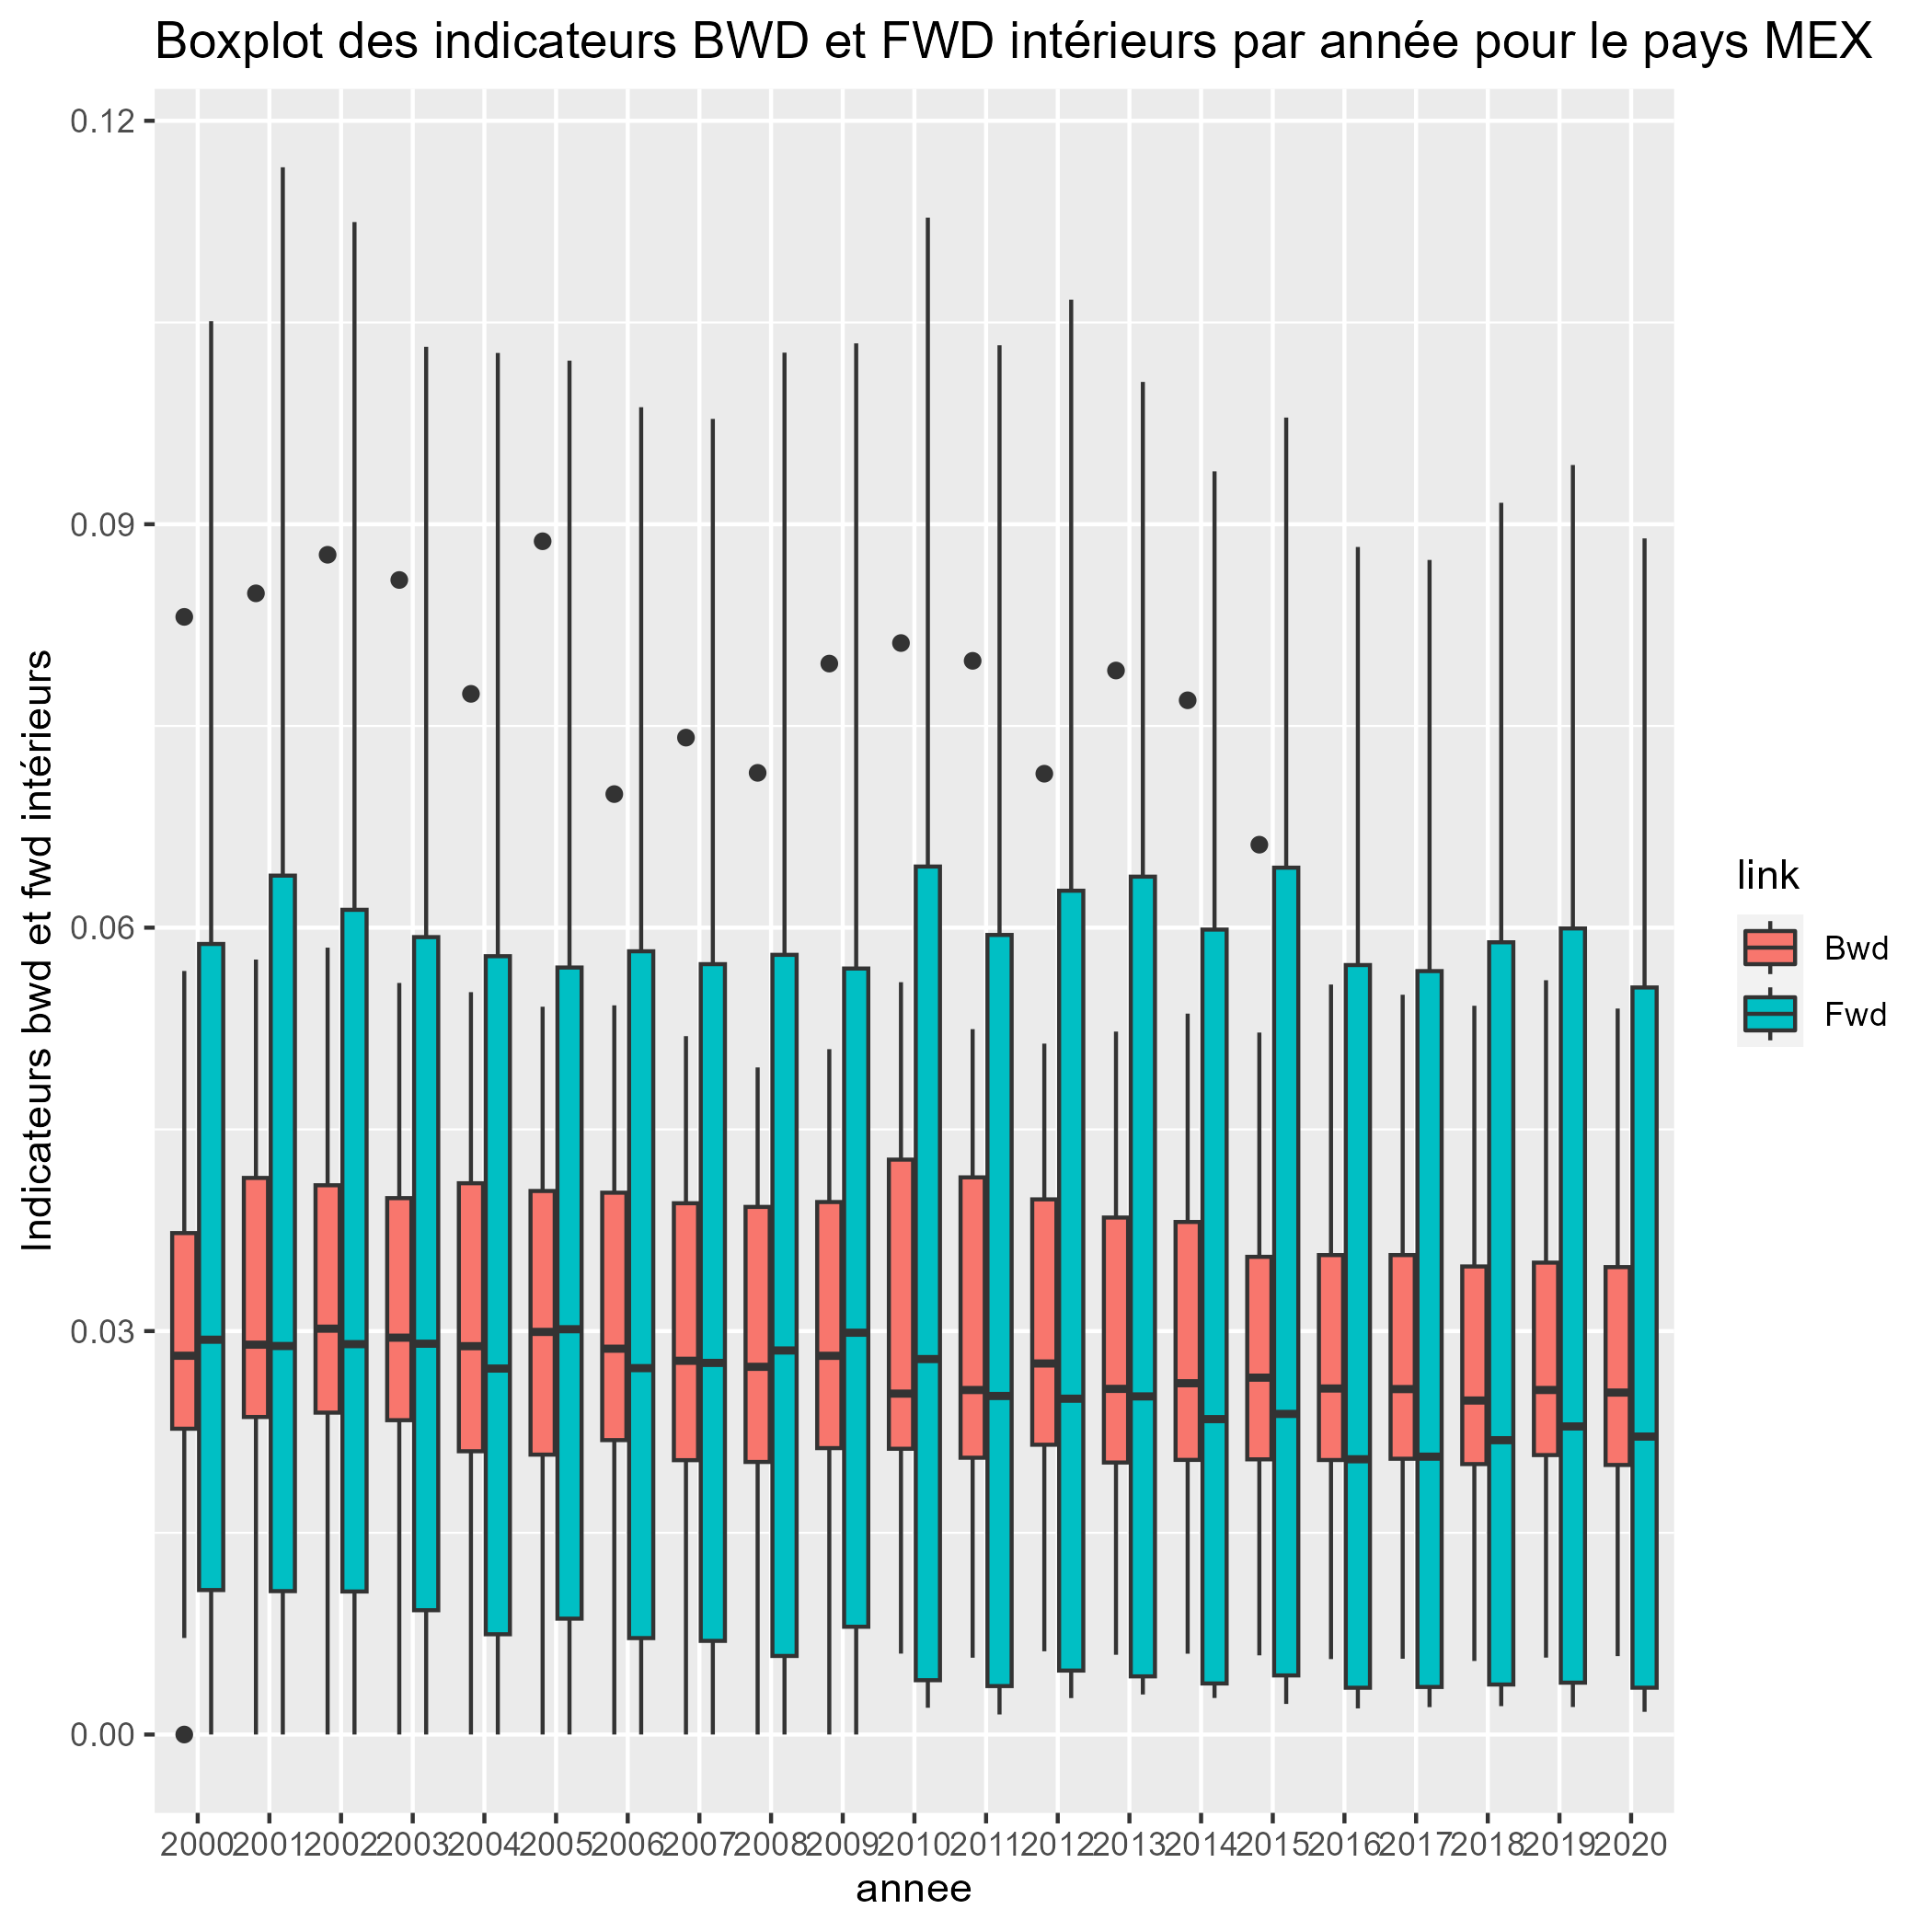 Boxplot des indicateurs BWD et FWD intérieurs par année pour le pays MEX
Indicateurs bwd et fwd intérieurs
0.12
0.09
0.06
0.03
0.00
2000 2001 2002 2003 2004 2005 2006 2007 2008 2009 2010 2011 2012 2013 2014 2015 2016 2017 2018 2019 2020
annee
link
Bwd
Fwd